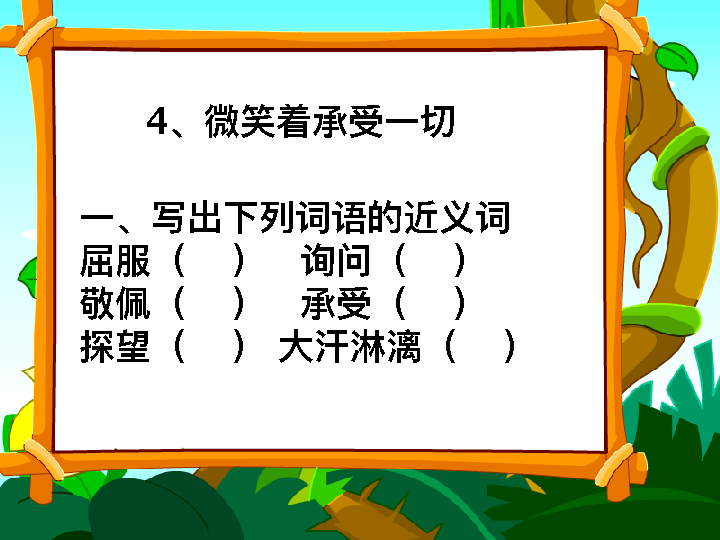 4、微笑着承受一切
一、写出下列词语的近义词
屈服（　）　询问（　）
敬佩（　）　承受（　）
探望（　） 大汗淋漓（　）